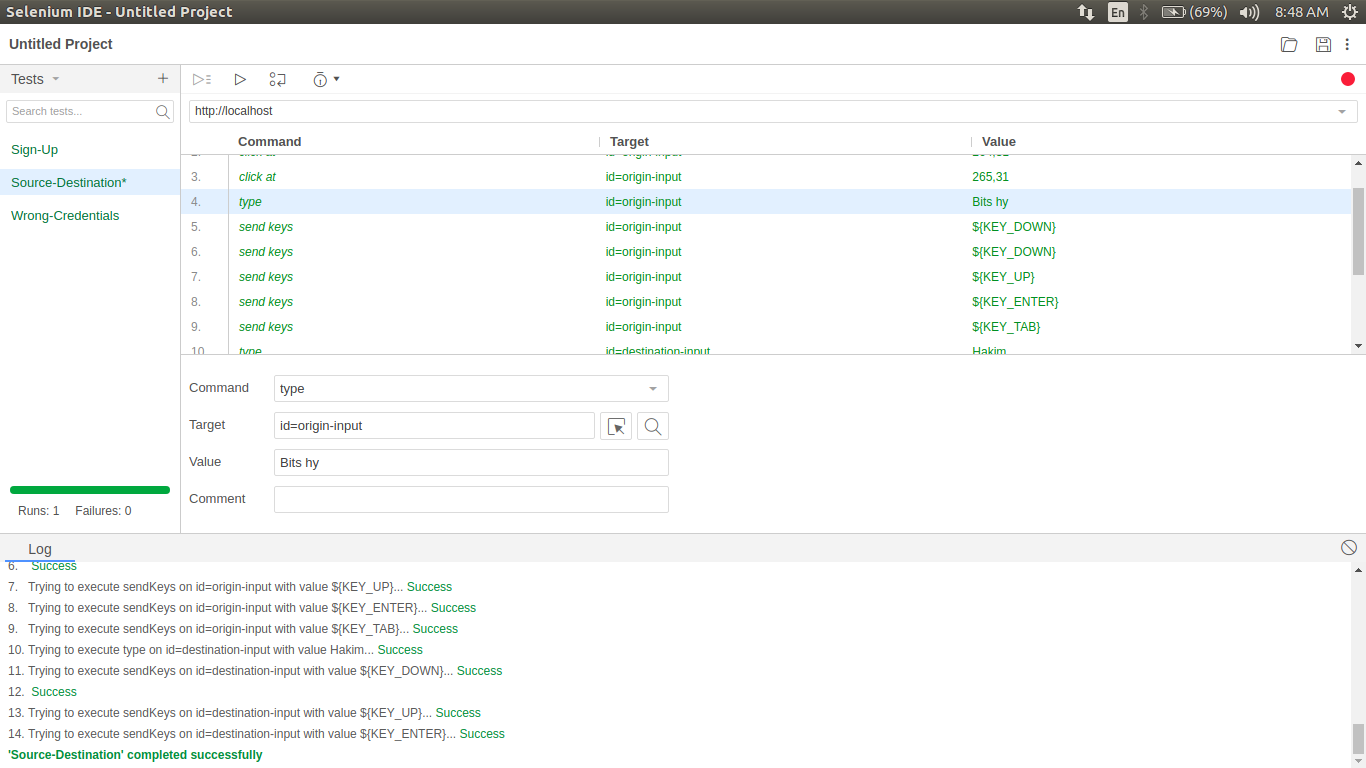 Selenium IDE - Untitled Project En (69%) 8:48 AM
Untitled Project
Tests
Search tests...
Sign-Up
Source-Destination*
Wrong-Credentials
Runs: 1 Failures: 0
http://localhost
Command Target Value
3. click at id=origin-input 265,31
4. type id=origin-input Bits hy
5. send keys id=origin-input ${KEY_DOWN}
6. send keys id=origin-input ${KEY_DOWN}
7. send keys id=origin-input ${KEY_UP}
8. send keys id=origin-input ${KEY_ENTER}
9. send keys id=origin-input ${KEY_TAB}
10. type id=destination-input Hakim
Command type
Target id=origin-input
Value Bits hy
Comment
Log
6. Success
7. Trying to execute sendKeys on id=origin-input with value ${KEY_UP}... Success
8. Trying to execute sendKeys on id=origin-input with value ${KEY_ENTER}... Success
9. Trying to execute sendKeys on id=origin-input with value ${KEY_TAB}... Success
10. Trying to execute type on id=destination-input with value Hakim... Success
11. Trying to execute sendKeys on id=destination-input with value ${KEY_DOWN}... Success
12. Success
13. Trying to execute sendKeys on id=destination-input with value ${KEY_UP}... Success
14. Trying to execute sendKeys on id=destination-input with value ${KEY_ENTER}... Success
'Source-Destination' completed successfully